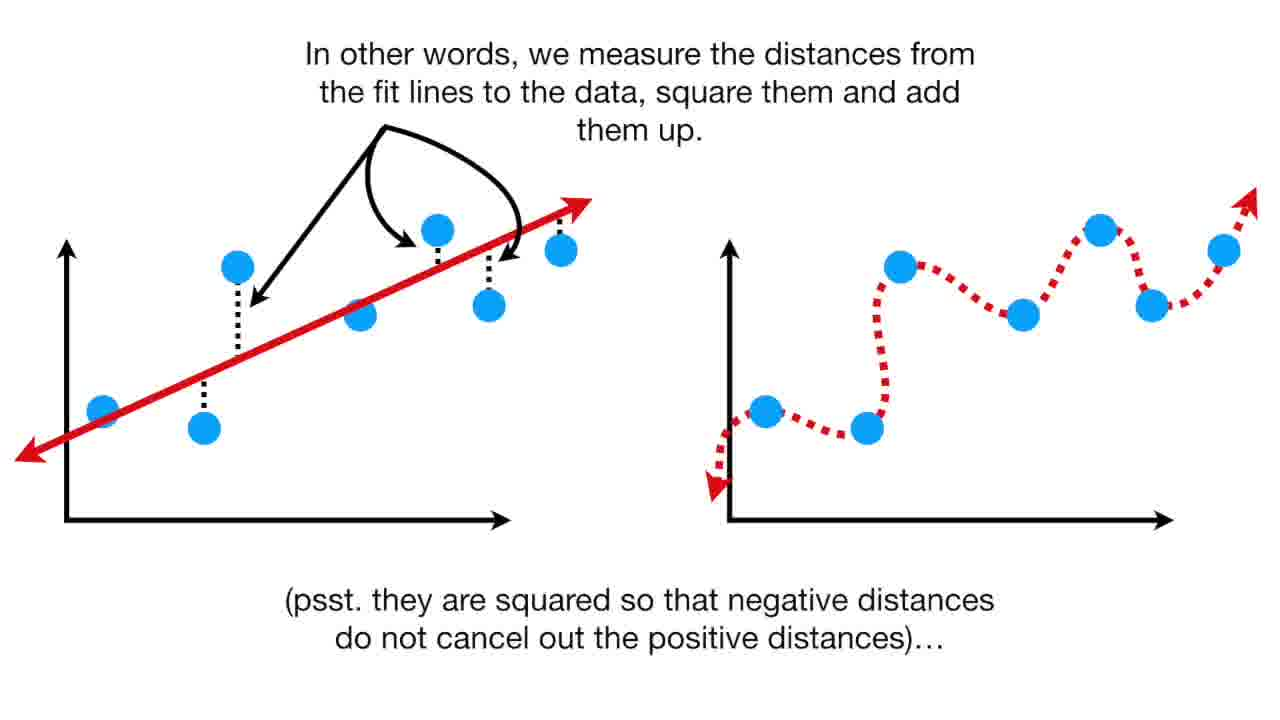 In other words, we measure the distances from
the fit lines to the data, square them and add
them up.
(psst. they are squared so that negative distances
do not cancel out the positive distances)…